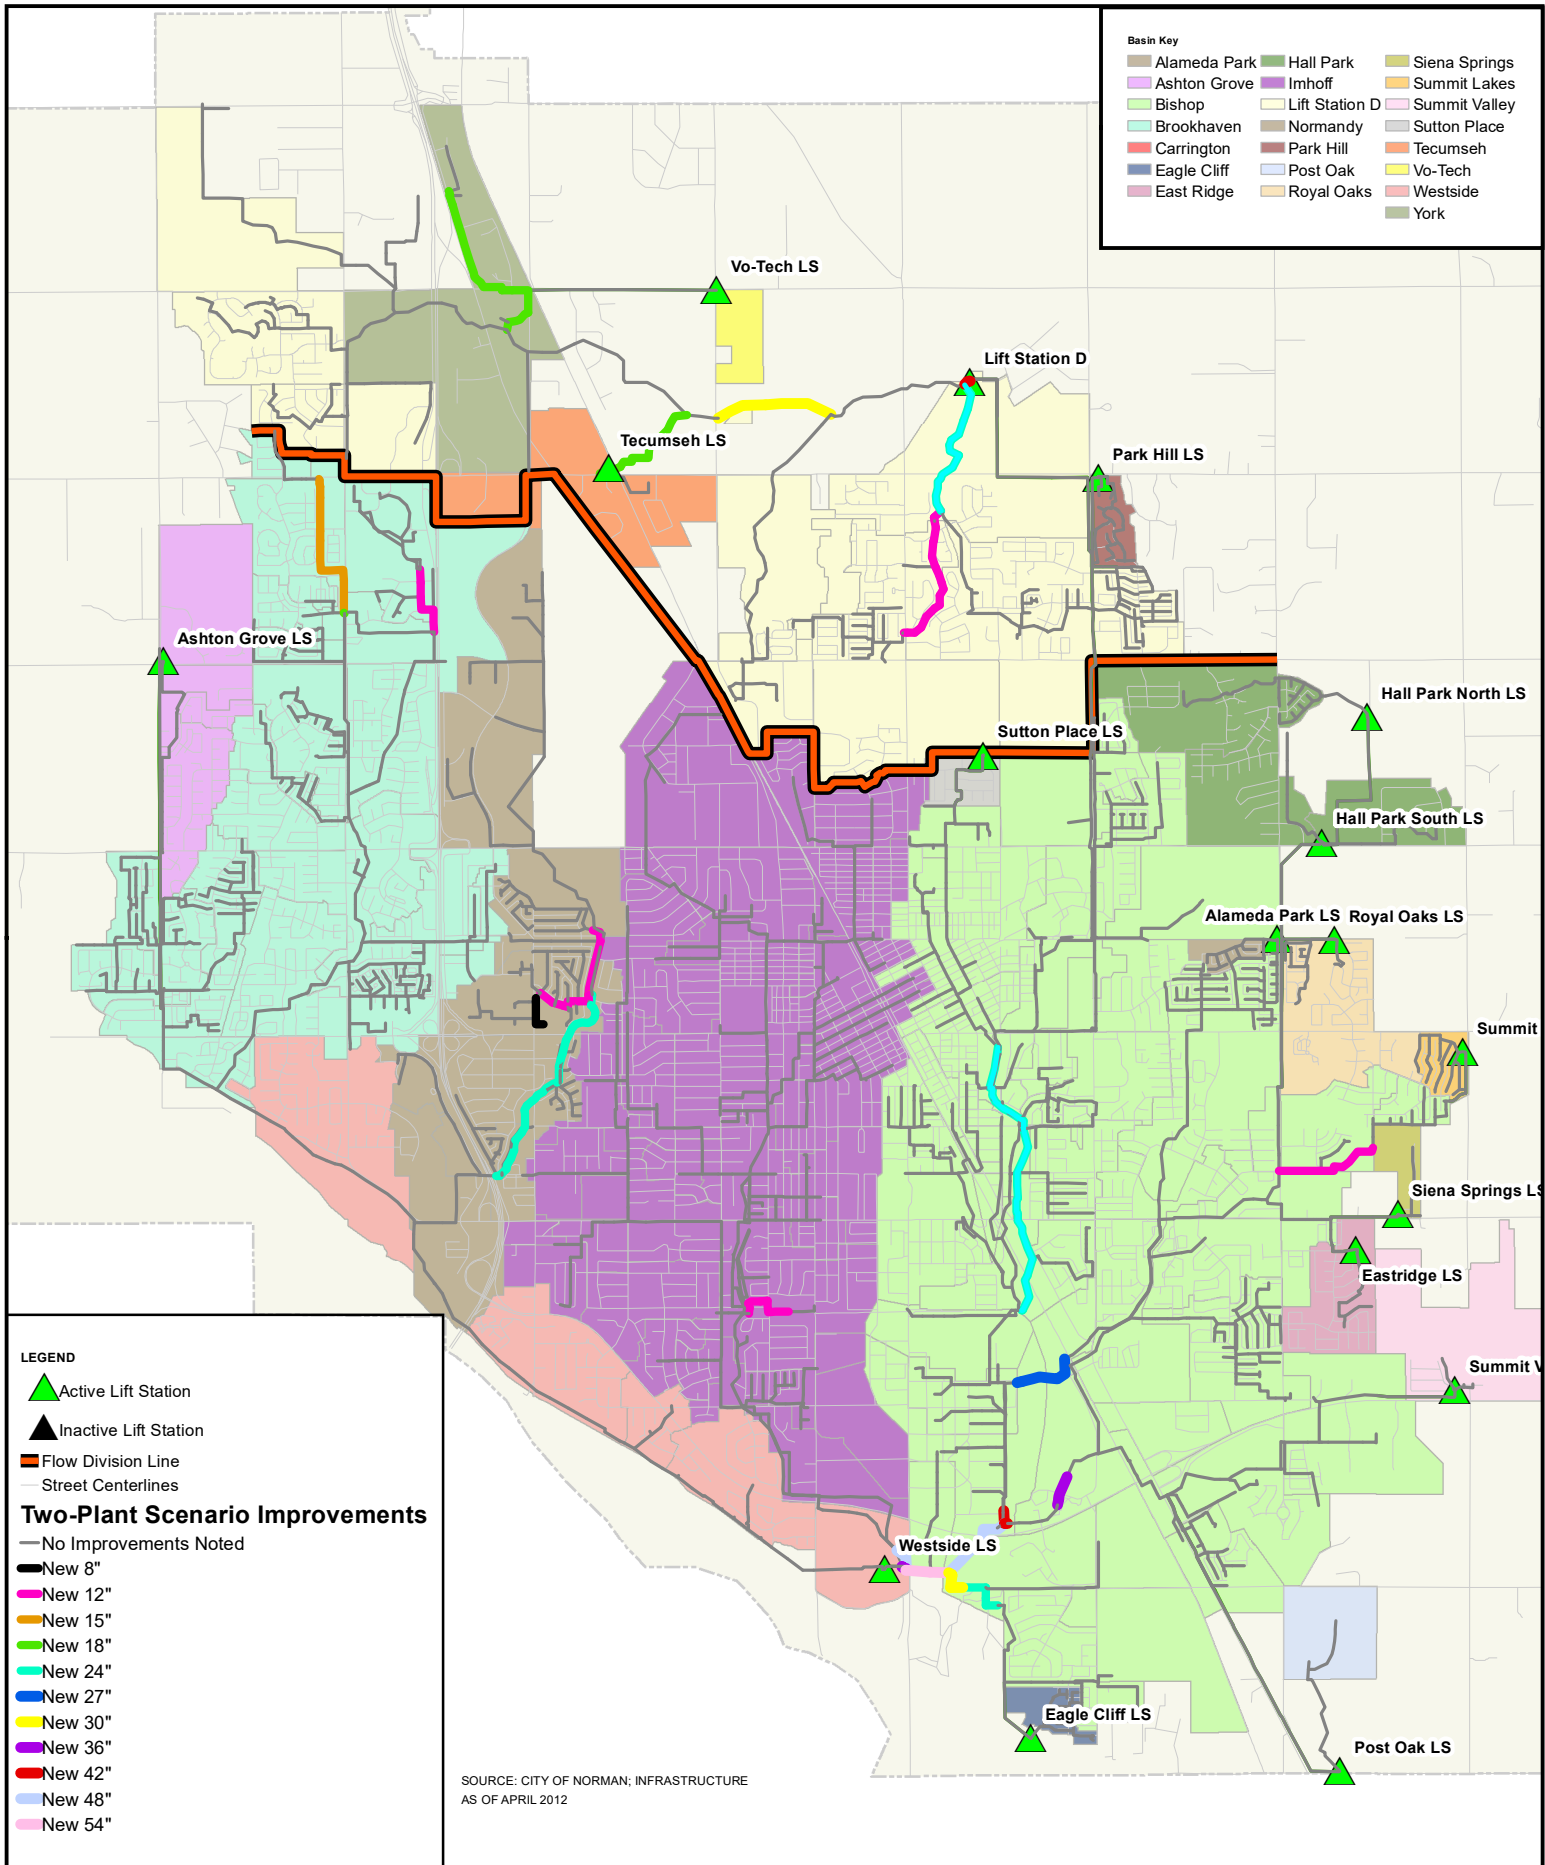 Basin Key
Alameda Park
Hall Park
Siena Springs
Ashton Grove
Imhoff
Summit Lakes
Bishop
Lift Station D
Summit Valley
Brookhaven
Normandy
Sutton Place
Carrington
Park Hill
Tecumseh
Eagle Cliff
Post Oak
Vo-Tech
East Ridge
Royal Oaks
Westside
York
Vo-Tech LS
Lift Station D
Tecumseh LS
Park Hill LS
Ashton Grove LS
Hall Park North LS
Sutton Place LS
Hall Park South LS
Alameda Park LS
Royal Oaks LS
Summit
Siena Springs LS
Eastridge LS
Summit V
Westside LS
Eagle Cliff LS
Post Oak LS
LEGEND
Active Lift Station
Inactive Lift Station
Flow Division Line
Street Centerlines
Two-Plant Scenario Improvements
No Improvements Noted
New 8"
New 12"
New 15"
New 18"
New 24"
New 27"
New 30"
New 36"
New 42"
New 48"
New 54"
SOURCE: CITY OF NORMAN; INFRASTRUCTURE
AS OF APRIL 2012